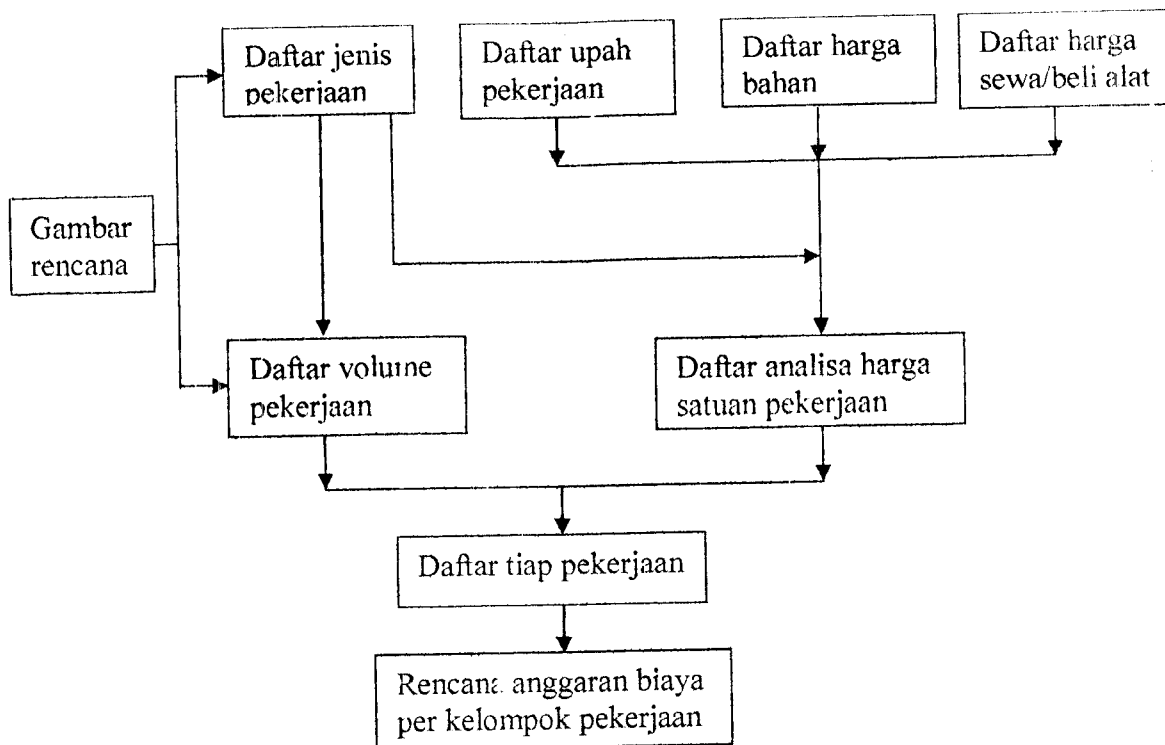 Daftar jenis
pekerjaan
Daftar upah
pekerjaan
Daftar harga
bahan
Daftar harga
sewa/beli alat
Gambar
rencana
Daftar volume
pekerjaan
Daftar analisa harga
satuan pekerjaan
Daftar tiap pekerjaan
Rencana anggaran biaya
per kelompok pekerjaan